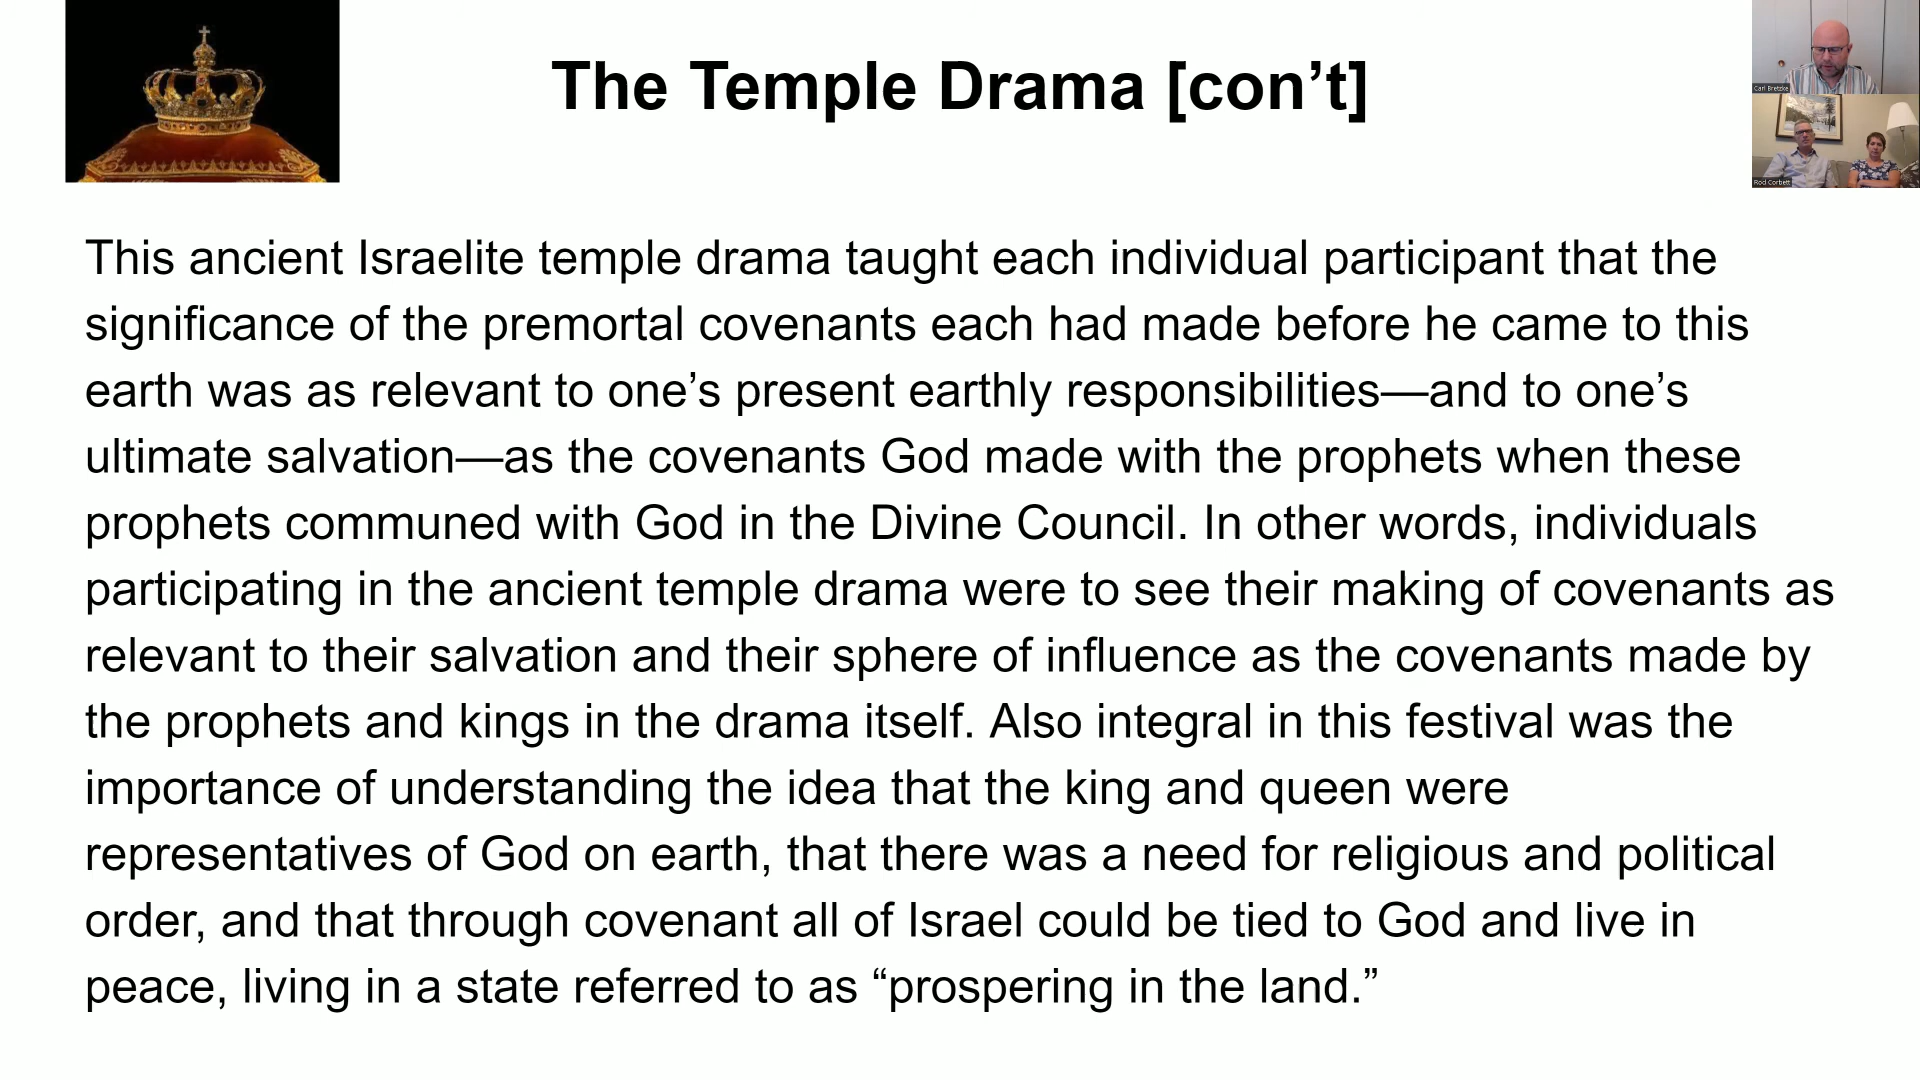 The Temple Drama [con’t]
Carl Bretzke
Rod Corbett
This ancient Israelite temple drama taught each individual participant that the
significance of the premortal covenants each had made before he came to this
earth was as relevant to one’s present earthly responsibilities—and to one’s
ultimate salvation—as the covenants God made with the prophets when these
prophets communed with God in the Divine Council. In other words, individuals
participating in the ancient temple drama were to see their making of covenants as
relevant to their salvation and their sphere of influence as the covenants made by
the prophets and kings in the drama itself. Also integral in this festival was the
importance of understanding the idea that the king and queen were
representatives of God on earth, that there was a need for religious and political
order, and that through covenant all of Israel could be tied to God and live in
peace, living in a state referred to as “prospering in the land.”